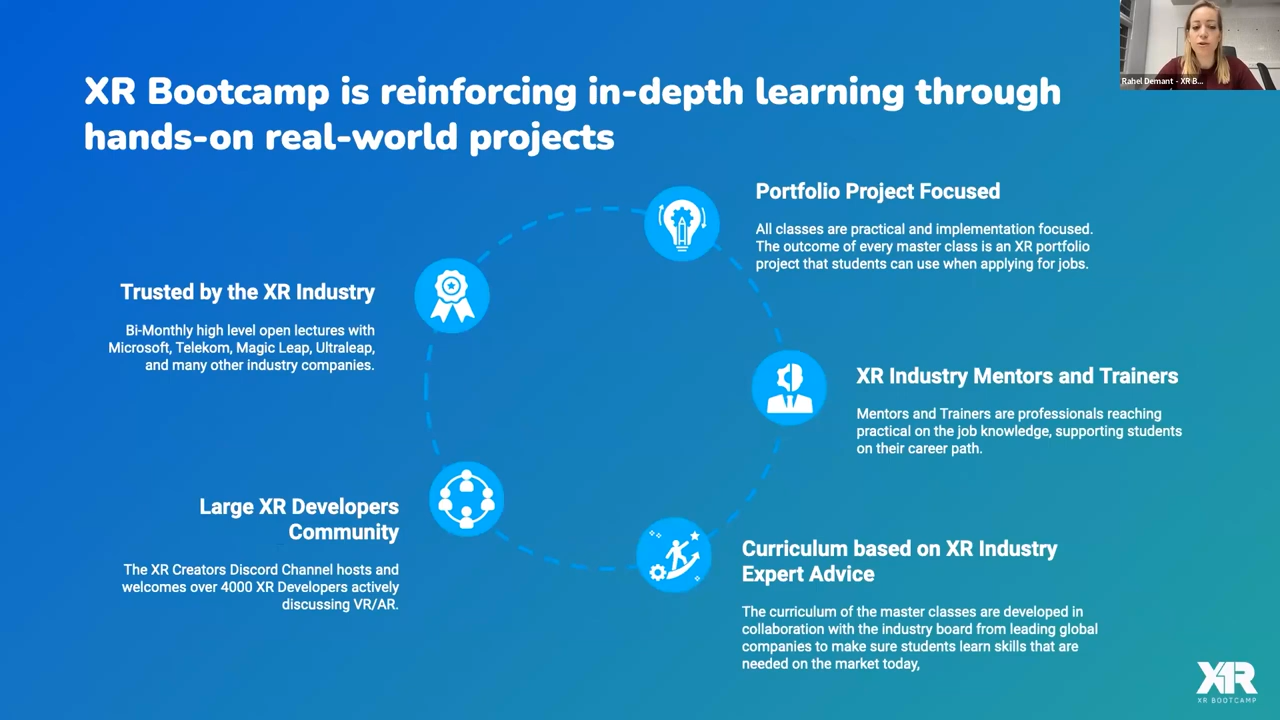 XR Bootcamp is reinforcing in-depth learning through
hands-on real-world projects
Rahel Demant - XR B...
Portfolio Project Focused
All classes are practical and implementation focused.
The outcome of every master class is an XR portfolio
project that students can use when applying for jobs.
Trusted by the XR Industry
Bi-Monthly high level open lectures with
Microsoft, Telekom, Magic Leap, Ultraleap,
and many other industry companies.
XR Industry Mentors and Trainers
Mentors and Trainers are professionals reaching
practical on the job knowledge, supporting students
on their career path.
Large XR Developers
Community
The XR Creators Discord Channel hosts and
welcomes over 4000 XR Developers actively
discussing VR/AR.
Curriculum based on XR Industry
Expert Advice
The curriculum of the master classes are developed in
collaboration with the industry board from leading global
companies to make sure students learn skills that are
needed on the market today,
XR
XR BOOTCAMP